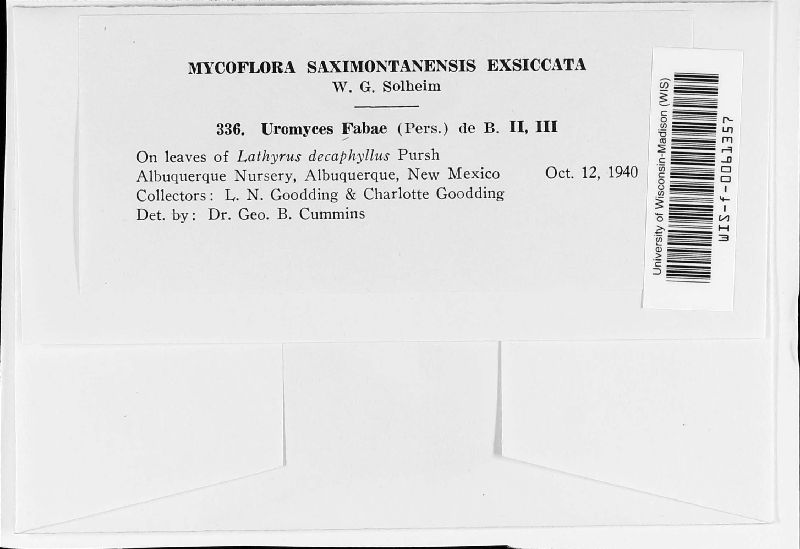 MYCOFLORA SAXIMONTANENSIS EXSICCATA
W. G. Solheim
336. Uromyces Fabae (Pers.) de B. II, III
On leaves of Lathyrus decaphyllus Pursh
Albuquerque Nursery, Albuquerque, New Mexico Oct. 12, 1940
Collectors: L. N. Goodding & Charlotte Goodding
Det. by: Dr. Geo. B. Cummins
University of Wisconsin-Madison (WIS)
WIS-f-0061357